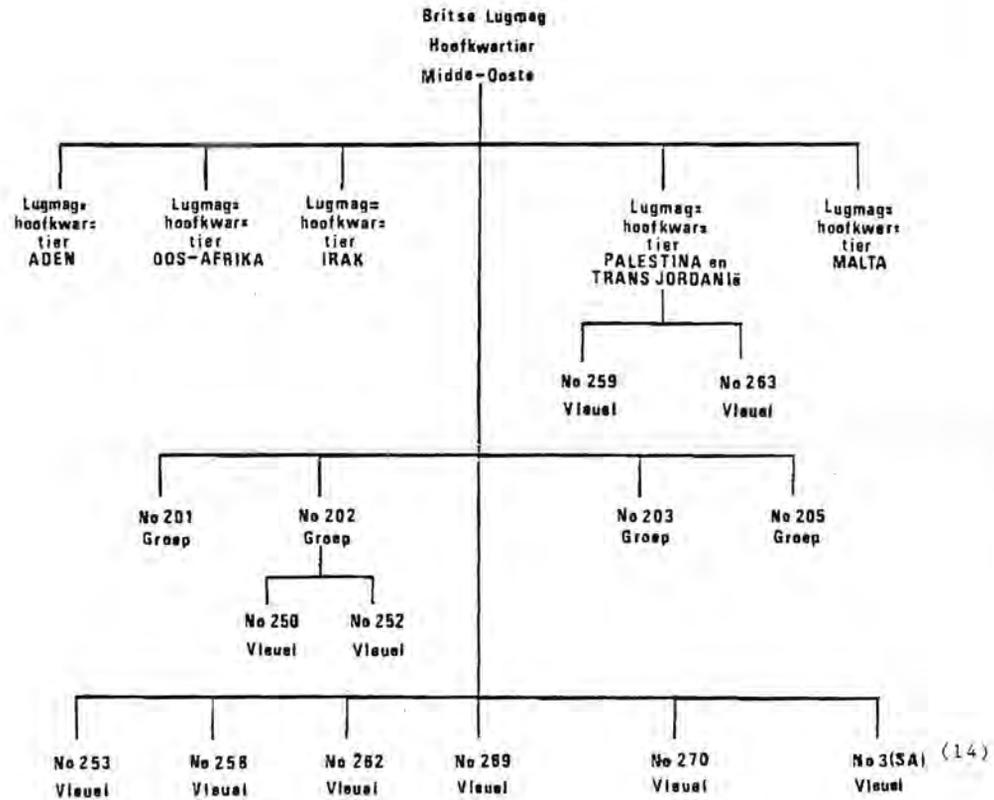 Britse Lugmag
Hoofkwartier
Midde-Ooste
Lugmag=
hoofkwar=
tier
ADEN
Lugmag=
hoofkwar=
tier
OOS-AFRIKA
Lugmag=
hoofkwar=
tier
IRAK
Lugmag=
hoofkwar=
tier
PALESTINA en
TRANS JORDANIë
Lugmag=
hoofkwar=
tier
MALTA
No 259
Vleuel
No 263
Vleuel
No 201
Groep
No 202
Groep
No 203
Groep
No 205
Groep
No 250
Vleuel
No 252
Vleuel
No 253
Vleuel
No 258
Vleuel
No 262
Vleuel
No 269
Vleuel
No 270
Vleuel
No 3(SA)
Vleuel
(14)